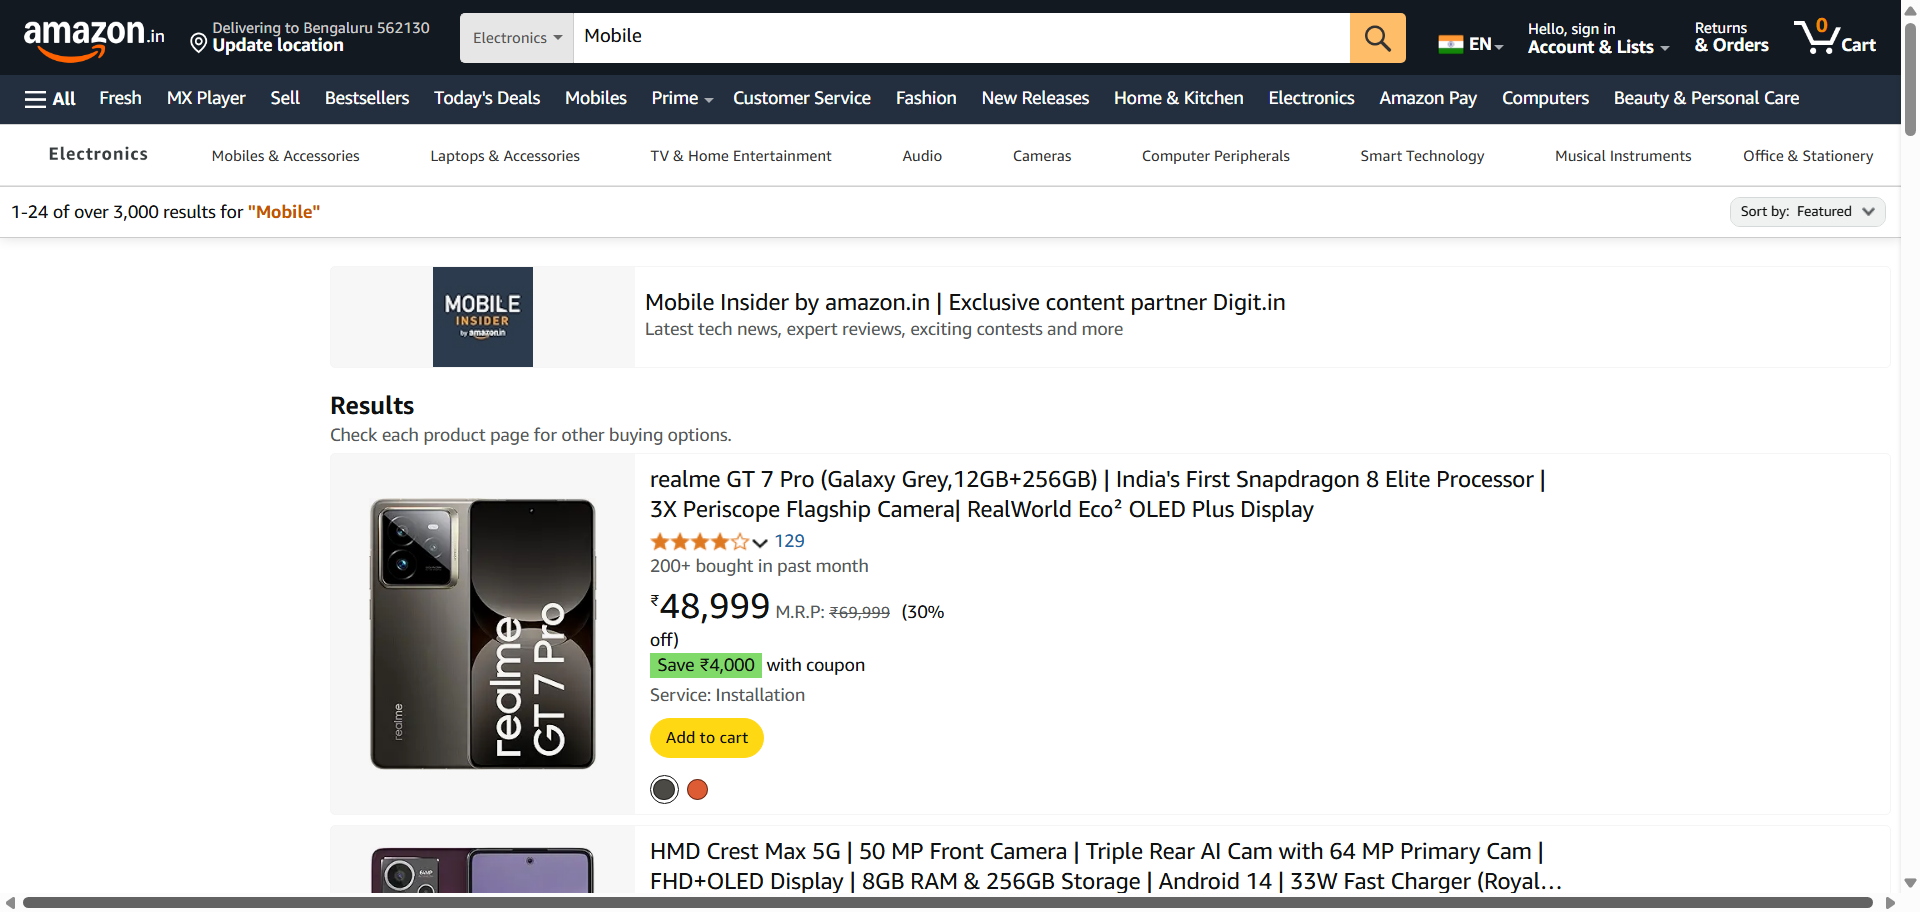 amazon.in
Delivering to Bengaluru 562130
Update location
Electronics
Mobile
EN
Hello, sign in
Account & Lists
Returns
& Orders
0
Cart
All
Fresh
MX Player
Sell
Bestsellers
Today's Deals
Mobiles
Prime
Customer Service
Fashion
New Releases
Home & Kitchen
Electronics
Amazon Pay
Computers
Beauty & Personal Care
Electronics
Mobiles & Accessories
Laptops & Accessories
TV & Home Entertainment
Audio
Cameras
Computer Peripherals
Smart Technology
Musical Instruments
Office & Stationery
1-24 of over 3,000 results for "Mobile"
Sort by: Featured
MOBILE
INSIDER
by amazon.in
Mobile Insider by amazon.in | Exclusive content partner Digit.in
Latest tech news, expert reviews, exciting contests and more
Results
Check each product page for other buying options.
realme
realme
GT 7 Pro
realme GT 7 Pro (Galaxy Grey,12GB+256GB) | India's First Snapdragon 8 Elite Processor |
3X Periscope Flagship Camera| RealWorld Eco² OLED Plus Display
129
200+ bought in past month
₹48,999 M.R.P: ₹69,999 (30%
off)
Save ₹4,000 with coupon
Service: Installation
Add to cart
HMD Crest Max 5G | 50 MP Front Camera | Triple Rear AI Cam with 64 MP Primary Cam |
FHD+OLED Display | 8GB RAM & 256GB Storage | Android 14 | 33W Fast Charger (Royal…